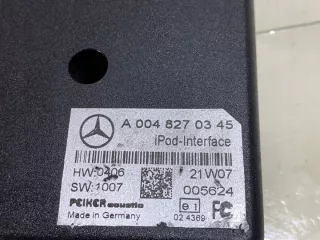 A 004 827 03 45
iPod-Interface
HW:0406 21W07
SW:1007 005624
PEIKER acustic e1 FC
Made in Germany 02 4369